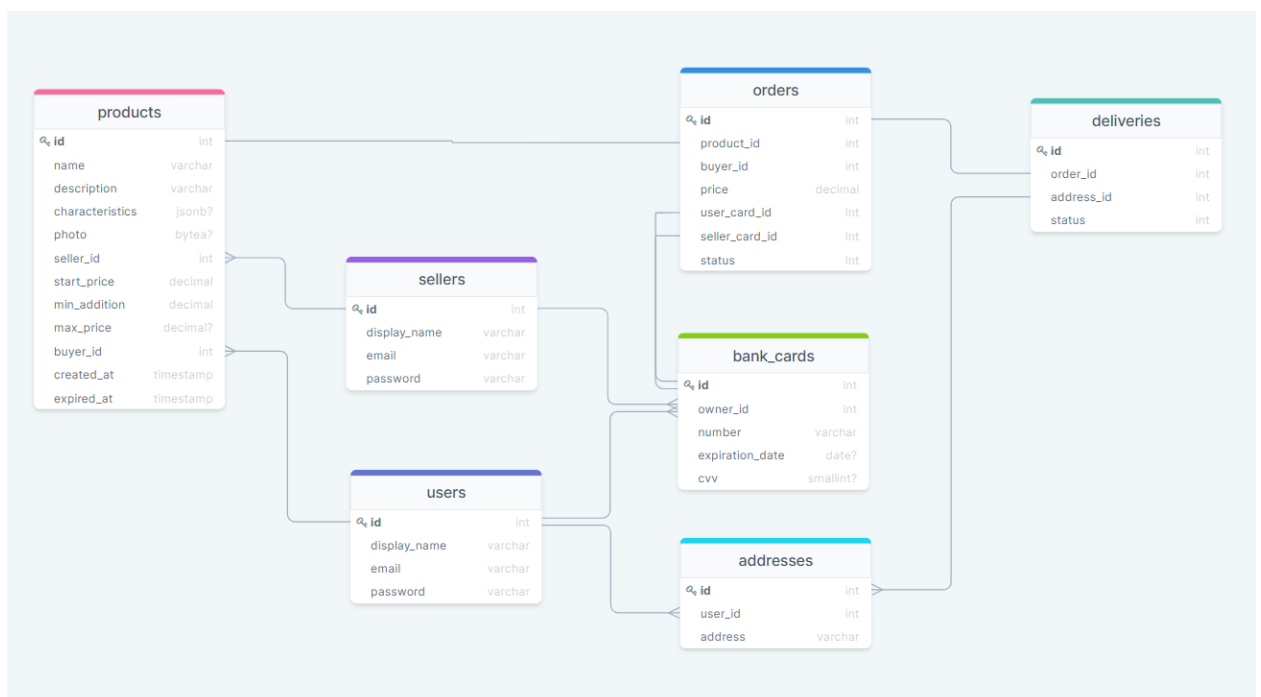 products
id int
name varchar
description varchar
characteristics jsonb?
photo bytea?
seller_id int
start_price decimal
min_addition decimal
max_price decimal?
buyer_id int
created_at timestamp
expired_at timestamp
sellers
id int
display_name varchar
email varchar
password varchar
users
id int
display_name varchar
email varchar
password varchar
orders
id int
product_id int
buyer_id int
price decimal
user_card_id int
seller_card_id int
status int
bank_cards
id int
owner_id int
number varchar
expiration_date date?
cvv smallint?
addresses
id int
user_id int
address varchar
deliveries
id int
order_id int
address_id int
status int